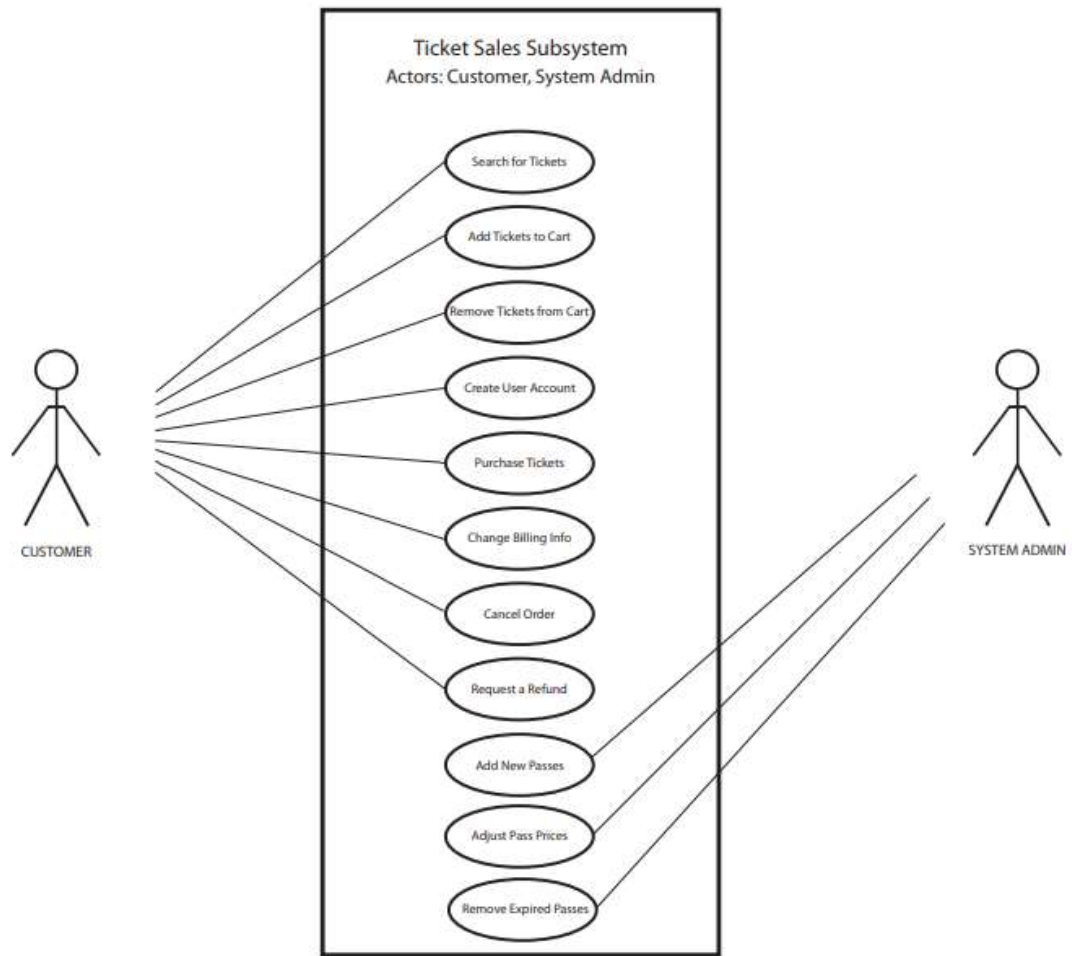 Ticket Sales Subsystem
Actors: Customer, System Admin
Search for Tickets
Add Tickets to Cart
Remove Tickets from Cart
Create User Account
Purchase Tickets
Change Billing Info
Cancel Order
Request a Refund
Add New Passes
Adjust Pass Prices
Remove Expired Passes
CUSTOMER
SYSTEM ADMIN